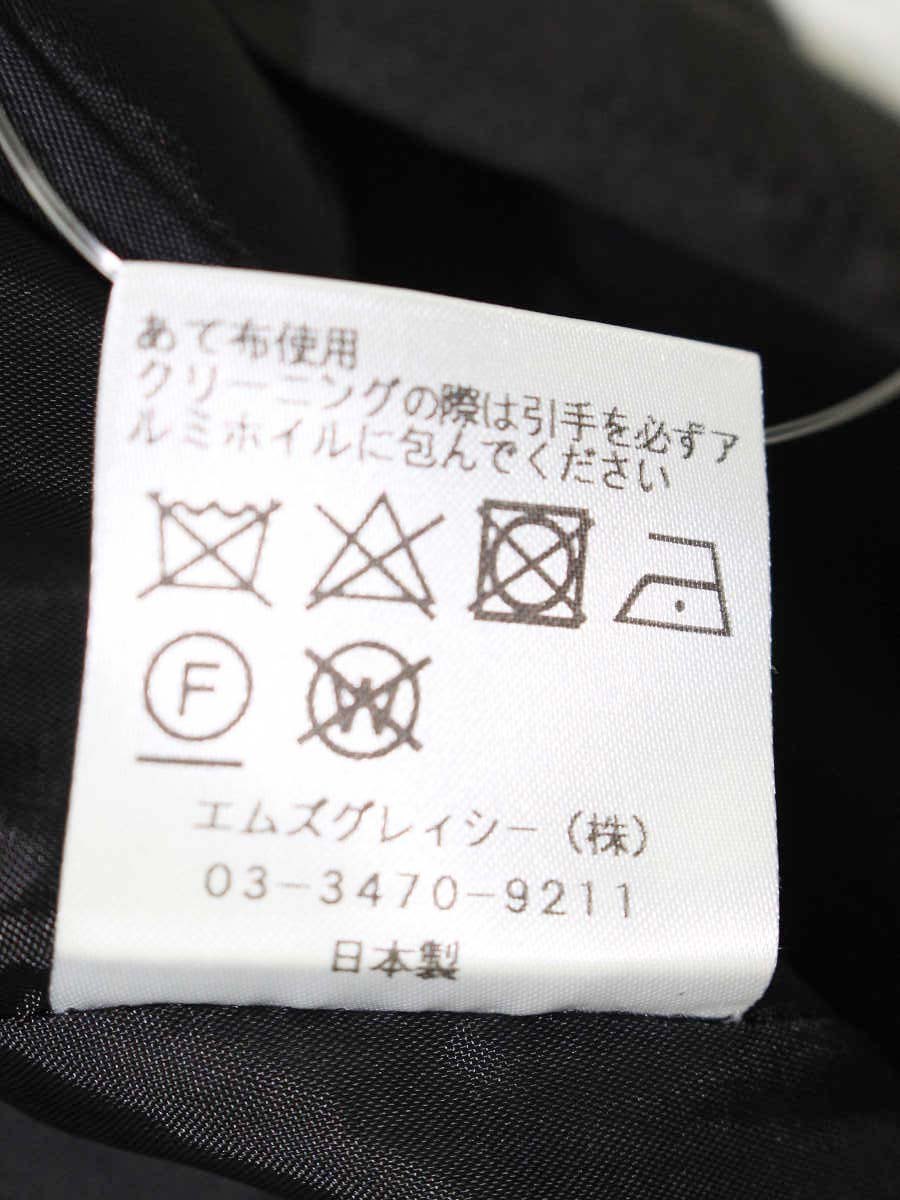 あて布使用
クリーニングの際は引手を必ずア
ルミホイルに包んでください
F
W
エムズグレイシー(株)
03-3470-9211
日本製